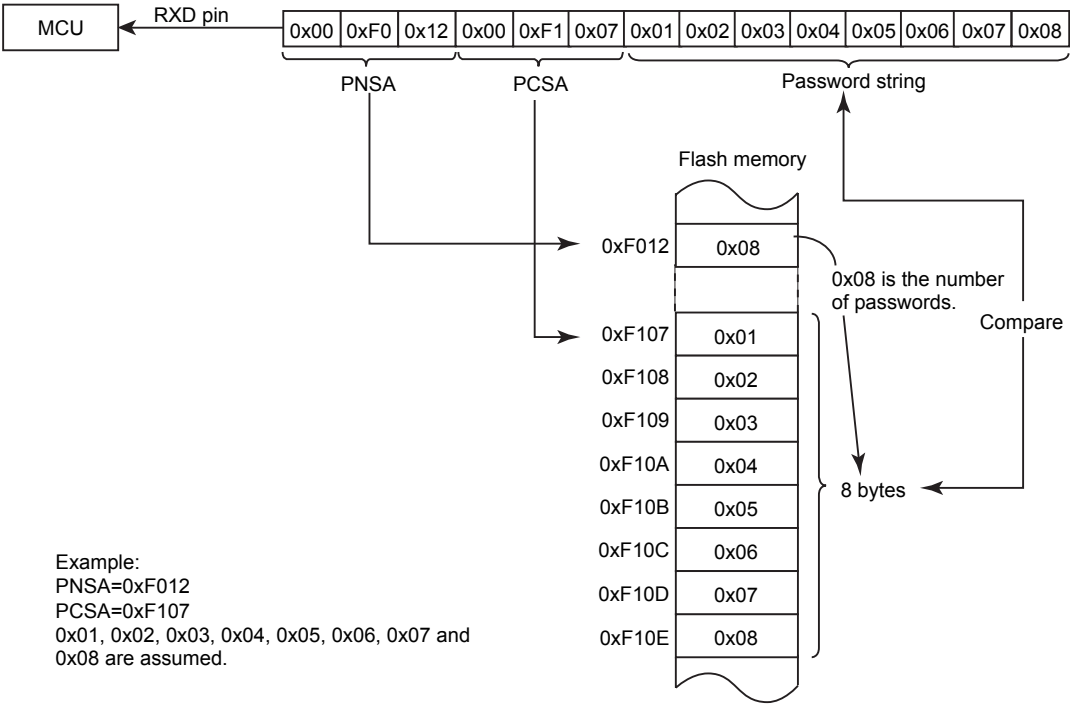 MCU
RXD pin
0x00 0xF0 0x12 0x00 0xF1 0x07 0x01 0x02 0x03 0x04 0x05 0x06 0x07 0x08
PNSA
PCSA
Password string
Flash memory
0xF012 0x08
0x08 is the number
of passwords.
Compare
0xF107 0x01
0xF108 0x02
0xF109 0x03
0xF10A 0x04
8 bytes
0xF10B 0x05
0xF10C 0x06
0xF10D 0x07
0xF10E 0x08
Example:
PNSA=0xF012
PCSA=0xF107
0x01, 0x02, 0x03, 0x04, 0x05, 0x06, 0x07 and
0x08 are assumed.